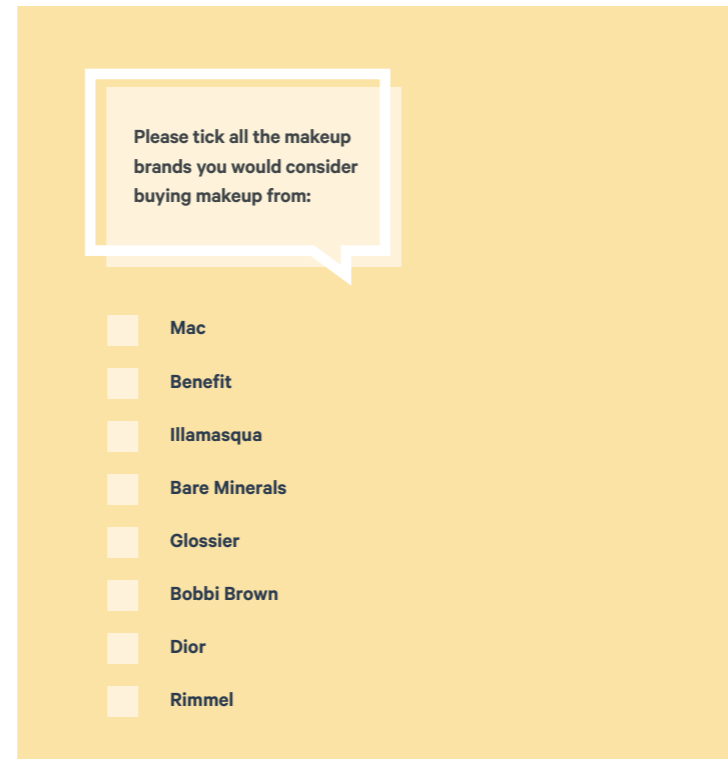 Please tick all the makeup
brands you would consider
buying makeup from:
Mac
Benefit
Illamasqua
Bare Minerals
Glossier
Bobbi Brown
Dior
Rimmel